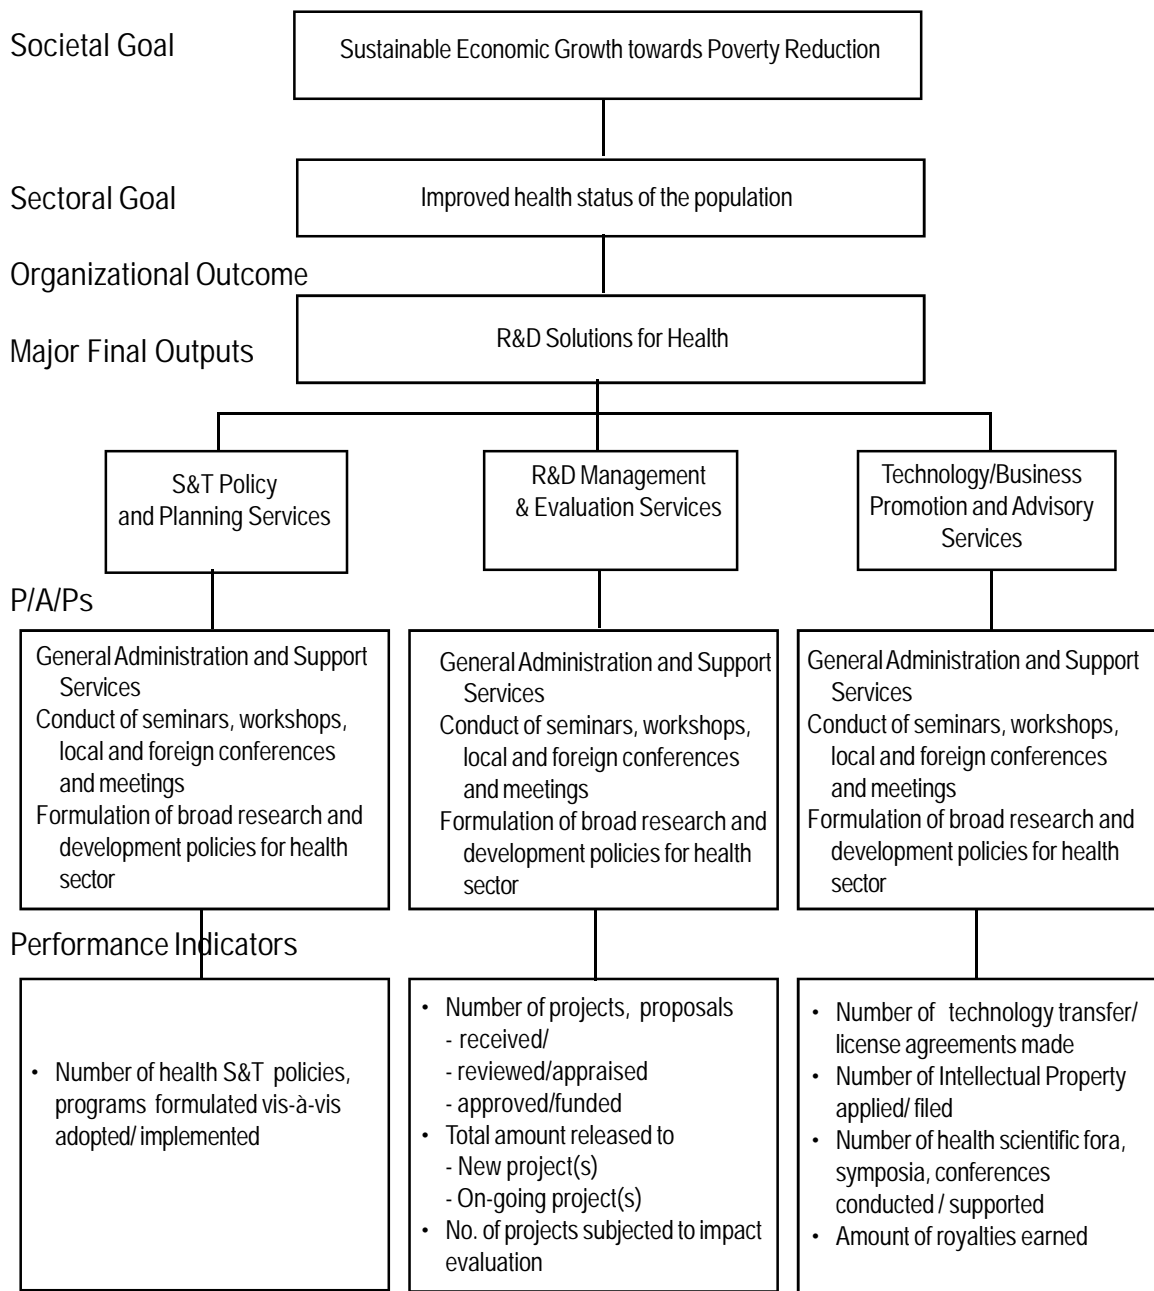 Societal Goal
Sustainable Economic Growth towards Poverty Reduction
Sectoral Goal
Improved health status of the population
Organizational Outcome
R&D Solutions for Health
Major Final Outputs
S&T Policy
and Planning Services
R&D Management
& Evaluation Services
Technology/Business
Promotion and Advisory
Services
P/A/Ps
General Administration and Support
Services
Conduct of seminars, workshops,
local and foreign conferences
and meetings
Formulation of broad research and
development policies for health
sector
General Administration and Support
Services
Conduct of seminars, workshops,
local and foreign conferences
and meetings
Formulation of broad research and
development policies for health
sector
General Administration and Support
Services
Conduct of seminars, workshops,
local and foreign conferences
and meetings
Formulation of broad research and
development policies for health
sector
Performance Indicators
• Number of health S&T policies,
programs formulated vis-à-vis
adopted/ implemented
• Number of projects, proposals
- received/
- reviewed/appraised
- approved/funded
• Total amount released to
- New project(s)
- On-going project(s)
• No. of projects subjected to impact
evaluation
• Number of technology transfer/
license agreements made
• Number of Intellectual Property
applied/ filed
• Number of health scientific fora,
symposia, conferences
conducted / supported
• Amount of royalties earned